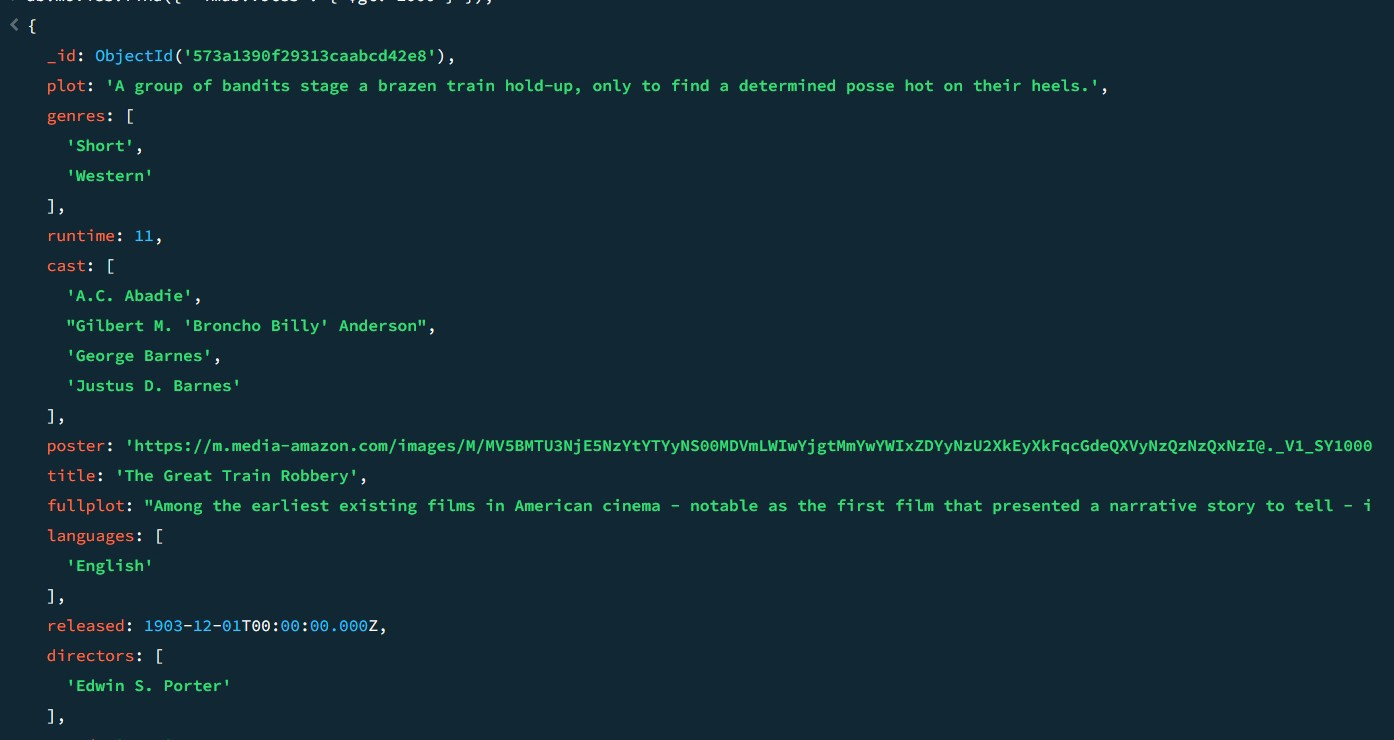 {
_id: ObjectId('573a1390f29313caabcd42e8'),
plot: 'A group of bandits stage a brazen train hold-up, only to find a determined posse hot on their heels.',
genres: [
'Short',
'Western'
],
runtime: 11,
cast: [
'A.C. Abadie',
"Gilbert M. 'Broncho Billy' Anderson",
'George Barnes',
'Justus D. Barnes'
],
poster: 'https://m.media-amazon.com/images/M/MV5BMTU3NjE5NzYtYTYyNS00MDVmLWIwYjgtMmYwYWIxZDYyNzU2XkEyXkFqcGdeQXVyNzQzNzQxNzI@._V1_SY1000
title: 'The Great Train Robbery',
fullplot: "Among the earliest existing films in American cinema - notable as the first film that presented a narrative story to tell - i
languages: [
'English'
],
released: 1903-12-01T00:00:00.000Z,
directors: [
'Edwin S. Porter'
],